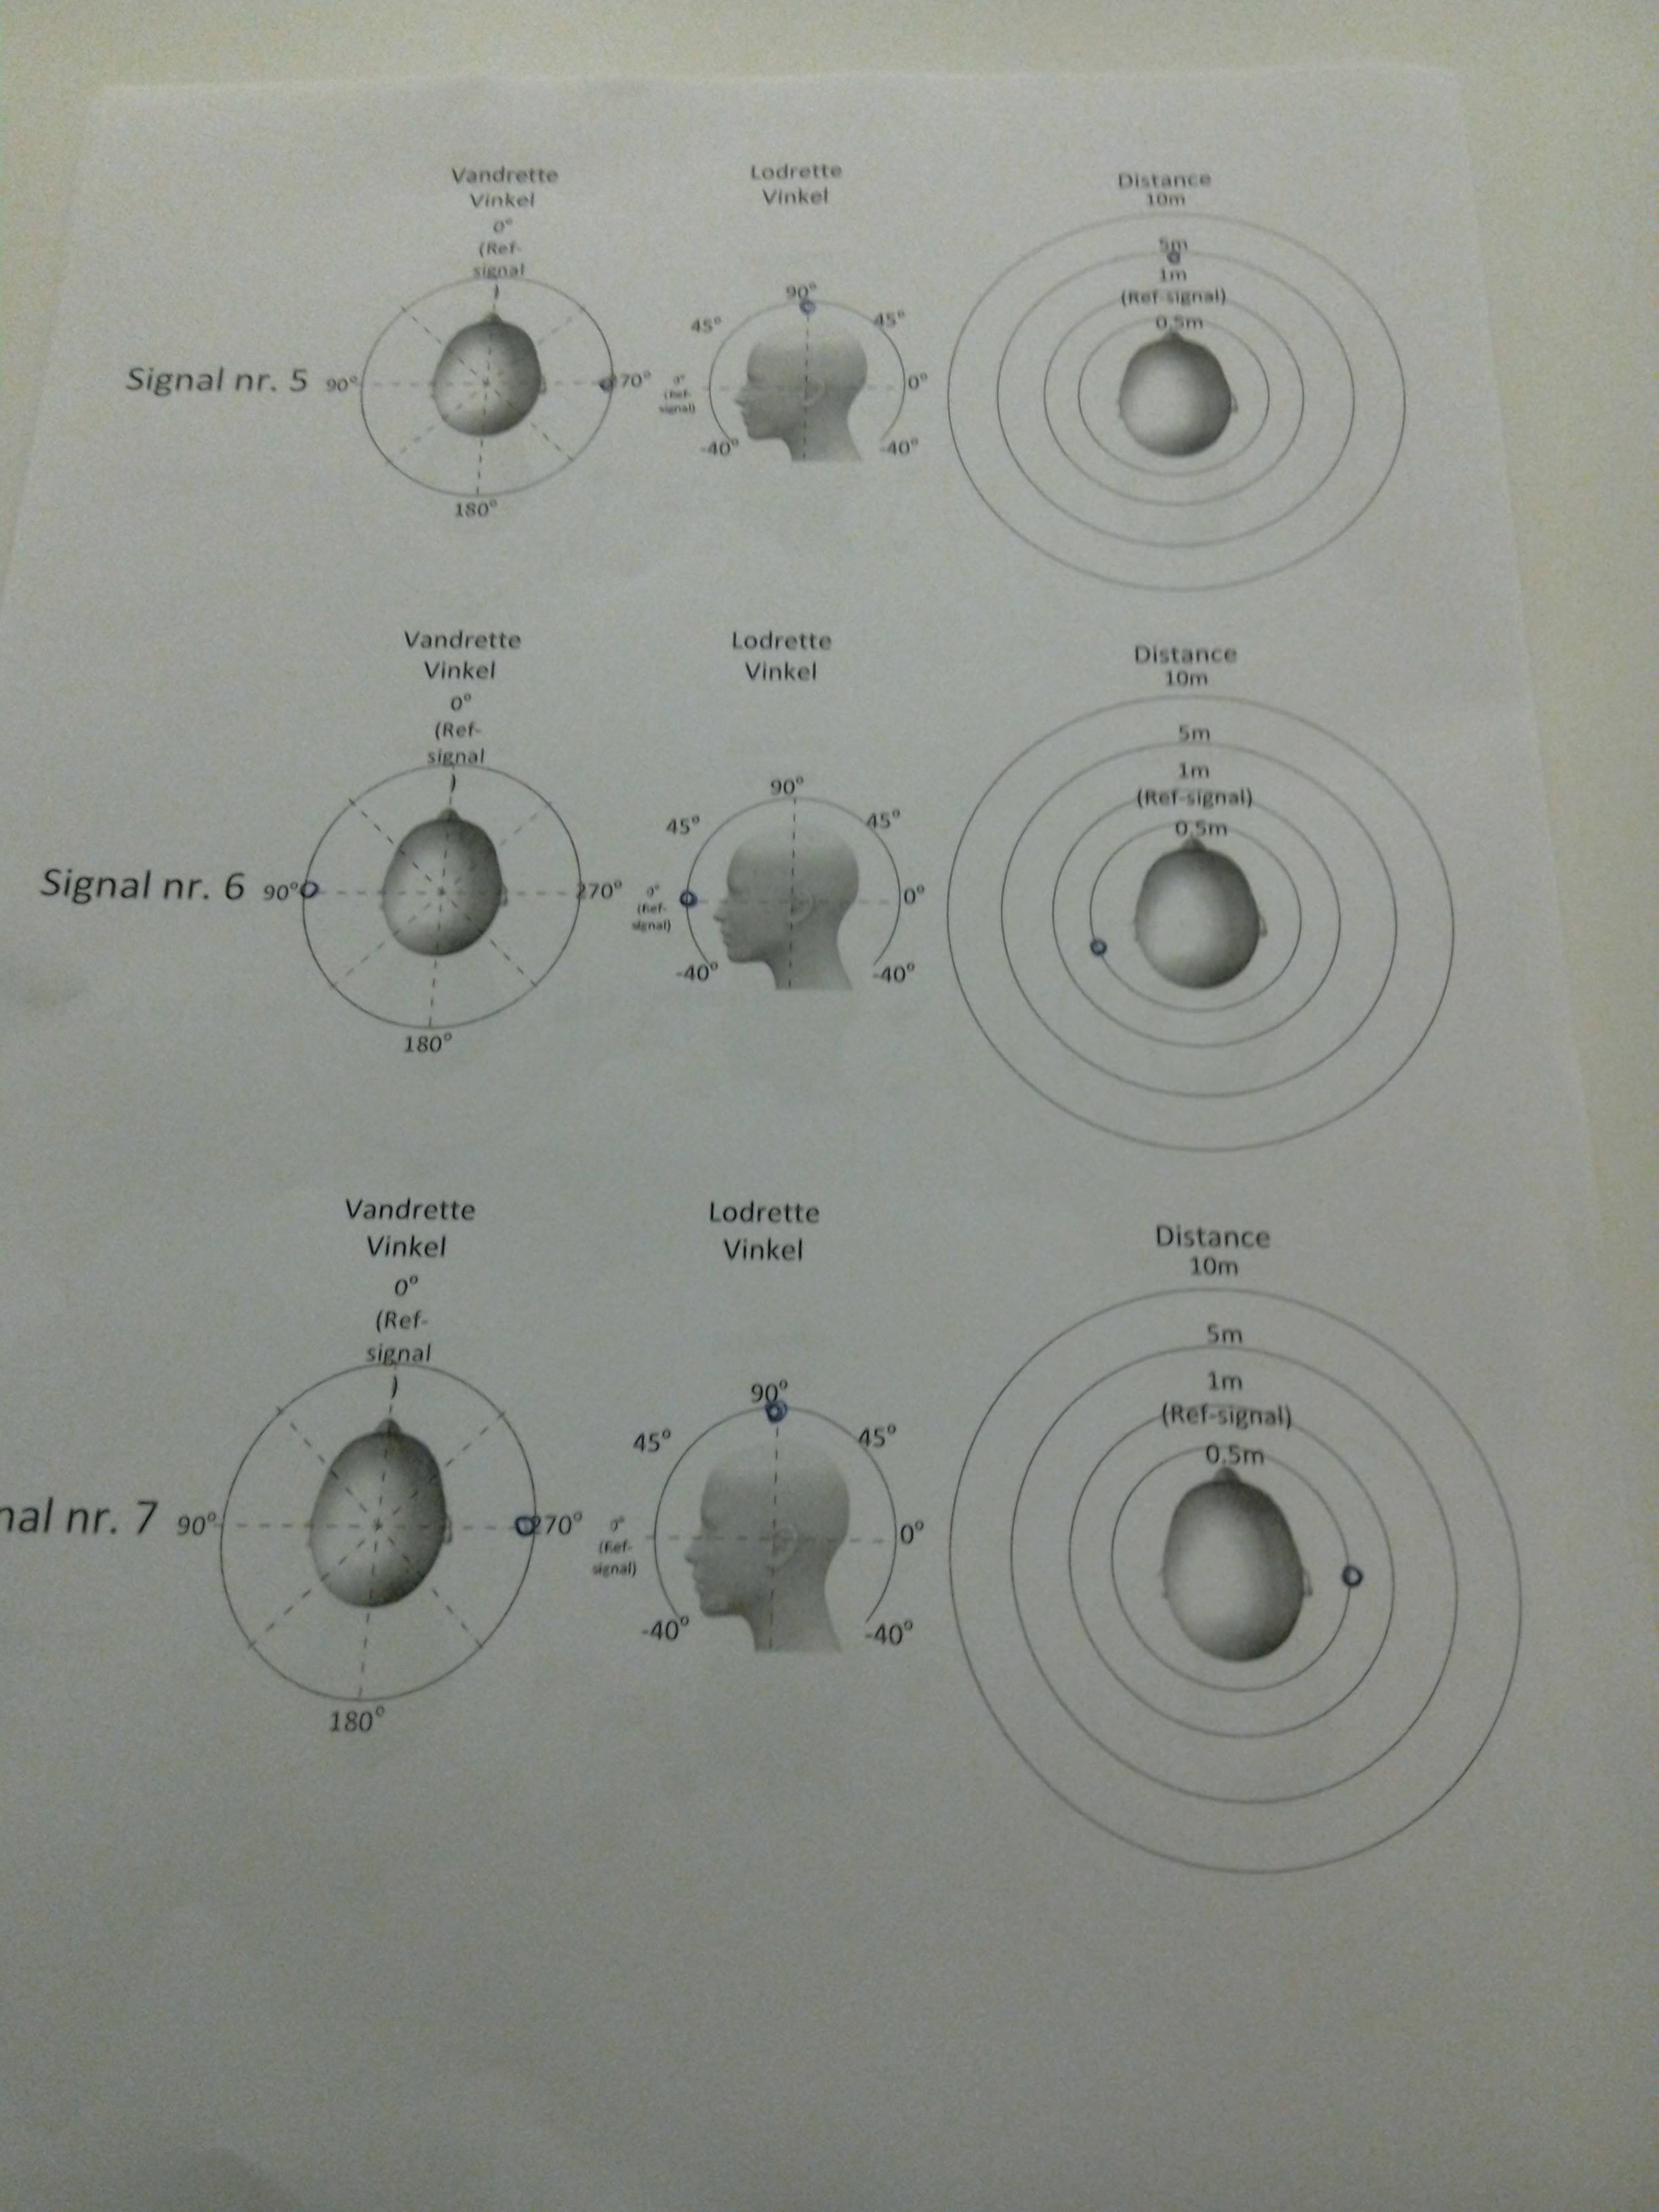 Vandrette
Vinkel
0°
(Ref-
signal
)
90°
270°
180°
Lodrette
Vinkel
90°
45°
45°
0°
(Ref-
signal)
0°
-40°
-40°
Distance
10m
5m
1m
(Ref-signal)
0,5m
Signal nr. 5
Vandrette
Vinkel
0°
(Ref-
signal
)
Signal nr. 6
90°
270°
180°
Lodrette
Vinkel
90°
45°
45°
0°
(Ref-
signal)
0°
-40°
-40°
Distance
10m
5m
1m
(Ref-signal)
0,5m
Vandrette
Vinkel
0°
(Ref-
signal
)
nal nr. 7
90°
270°
180°
Lodrette
Vinkel
90°
45°
45°
0°
(Ref-
signal)
0°
-40°
-40°
Distance
10m
5m
1m
(Ref-signal)
0,5m